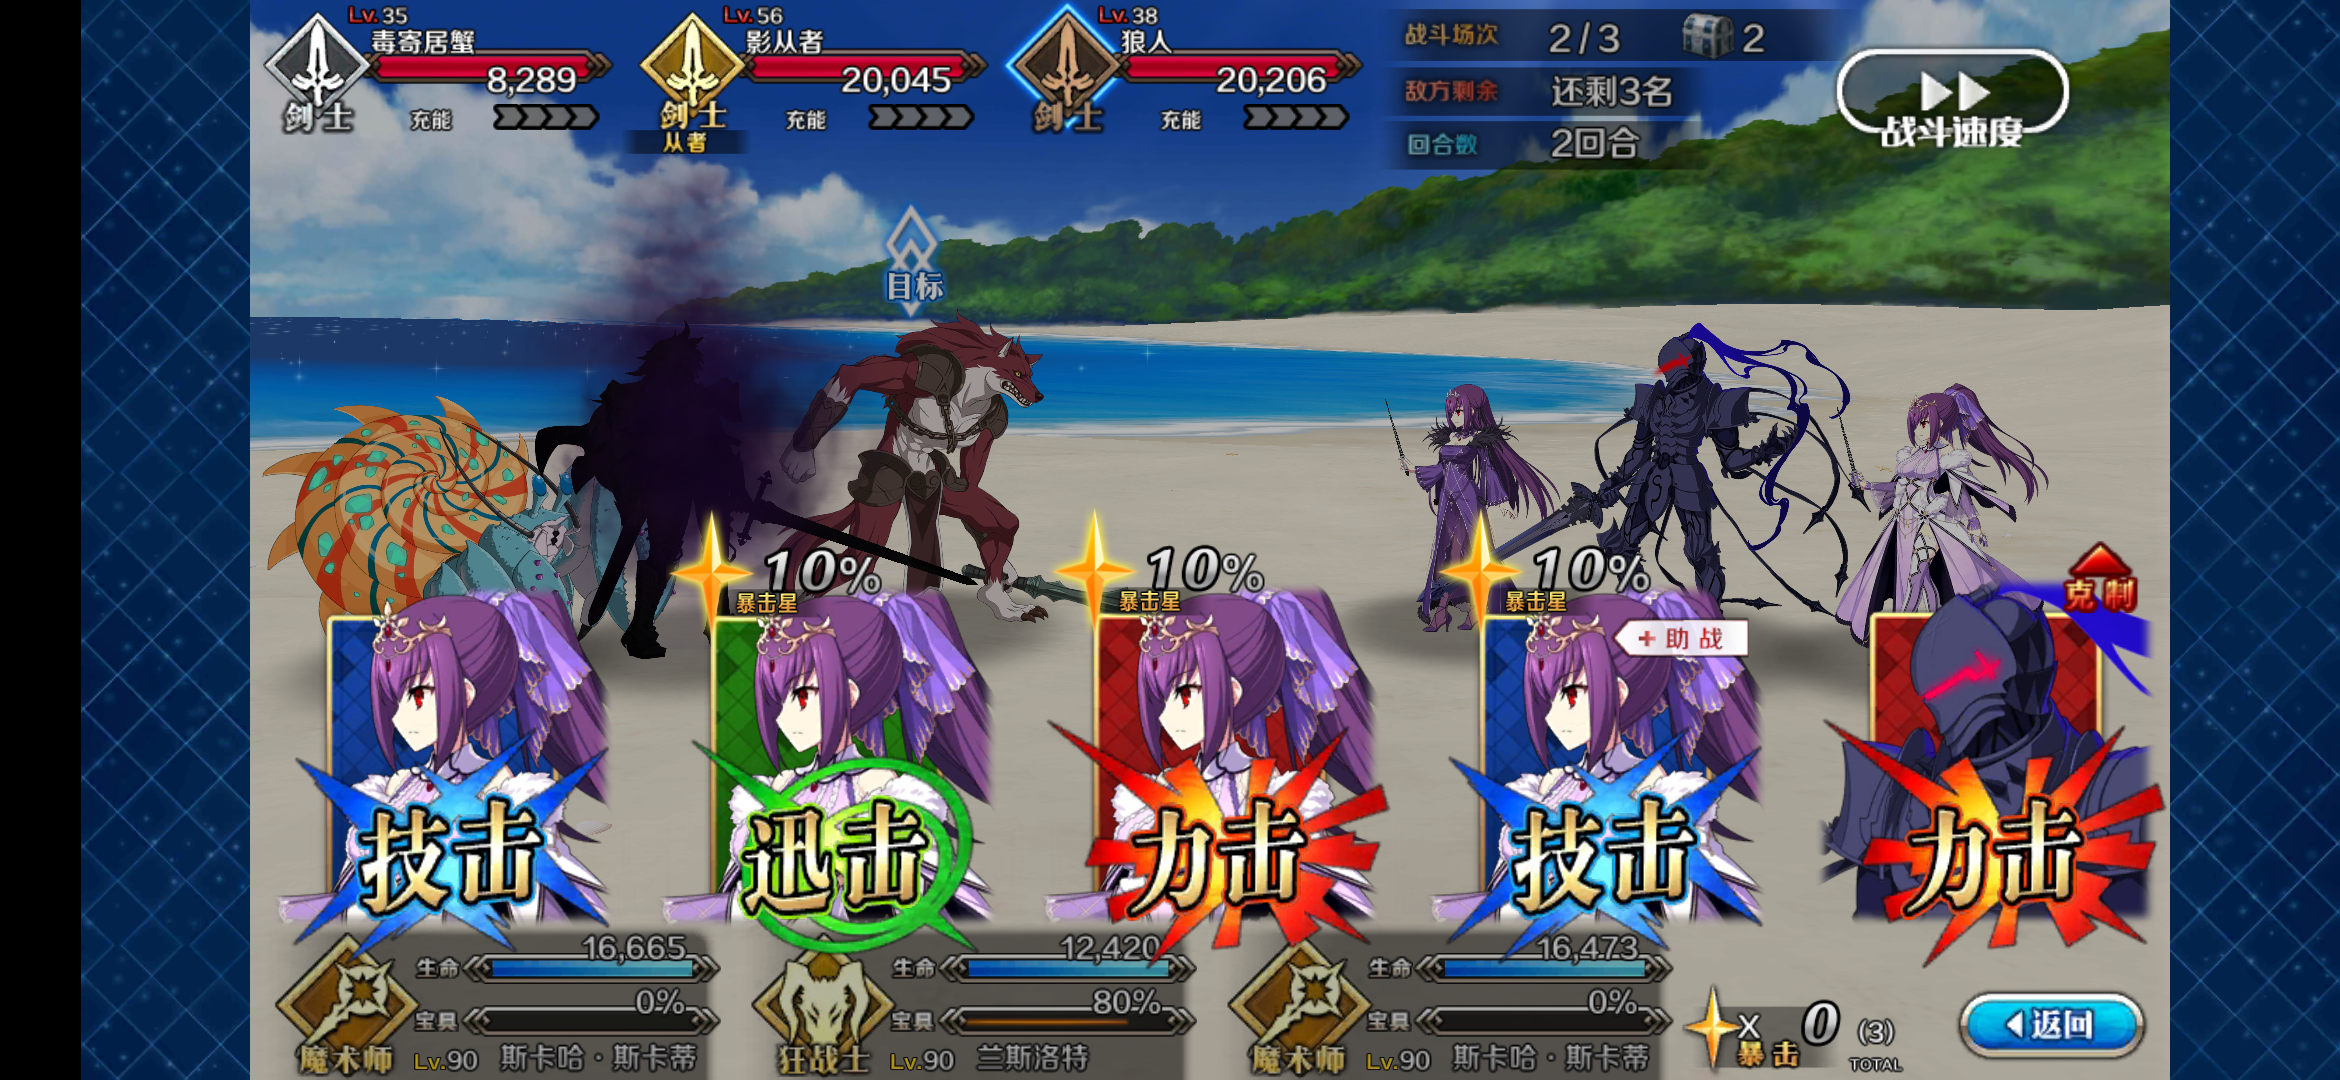 Lv.35
毒寄居蟹
8,289
剑士
充能
Lv.56
影从者
20,045
剑士
充能
从者
Lv.38
狼人
20,206
剑士
充能
战斗场次 2/3 2
敌方剩余 还剩3名
回合数 2回合
战斗速度
目标
10%
暴击星
10%
暴击星
10%
暴击星
克制
+助战
技击
迅击
力击
技击
力击
生命 16,665
宝具 0%
魔术师 Lv.90 斯卡哈·斯卡蒂
生命 12,420
宝具 80%
狂战士 Lv.90 兰斯洛特
生命 16,473
宝具 0%
魔术师 Lv.90 斯卡哈·斯卡蒂
X 0 (3)
暴击 TOTAL
返回